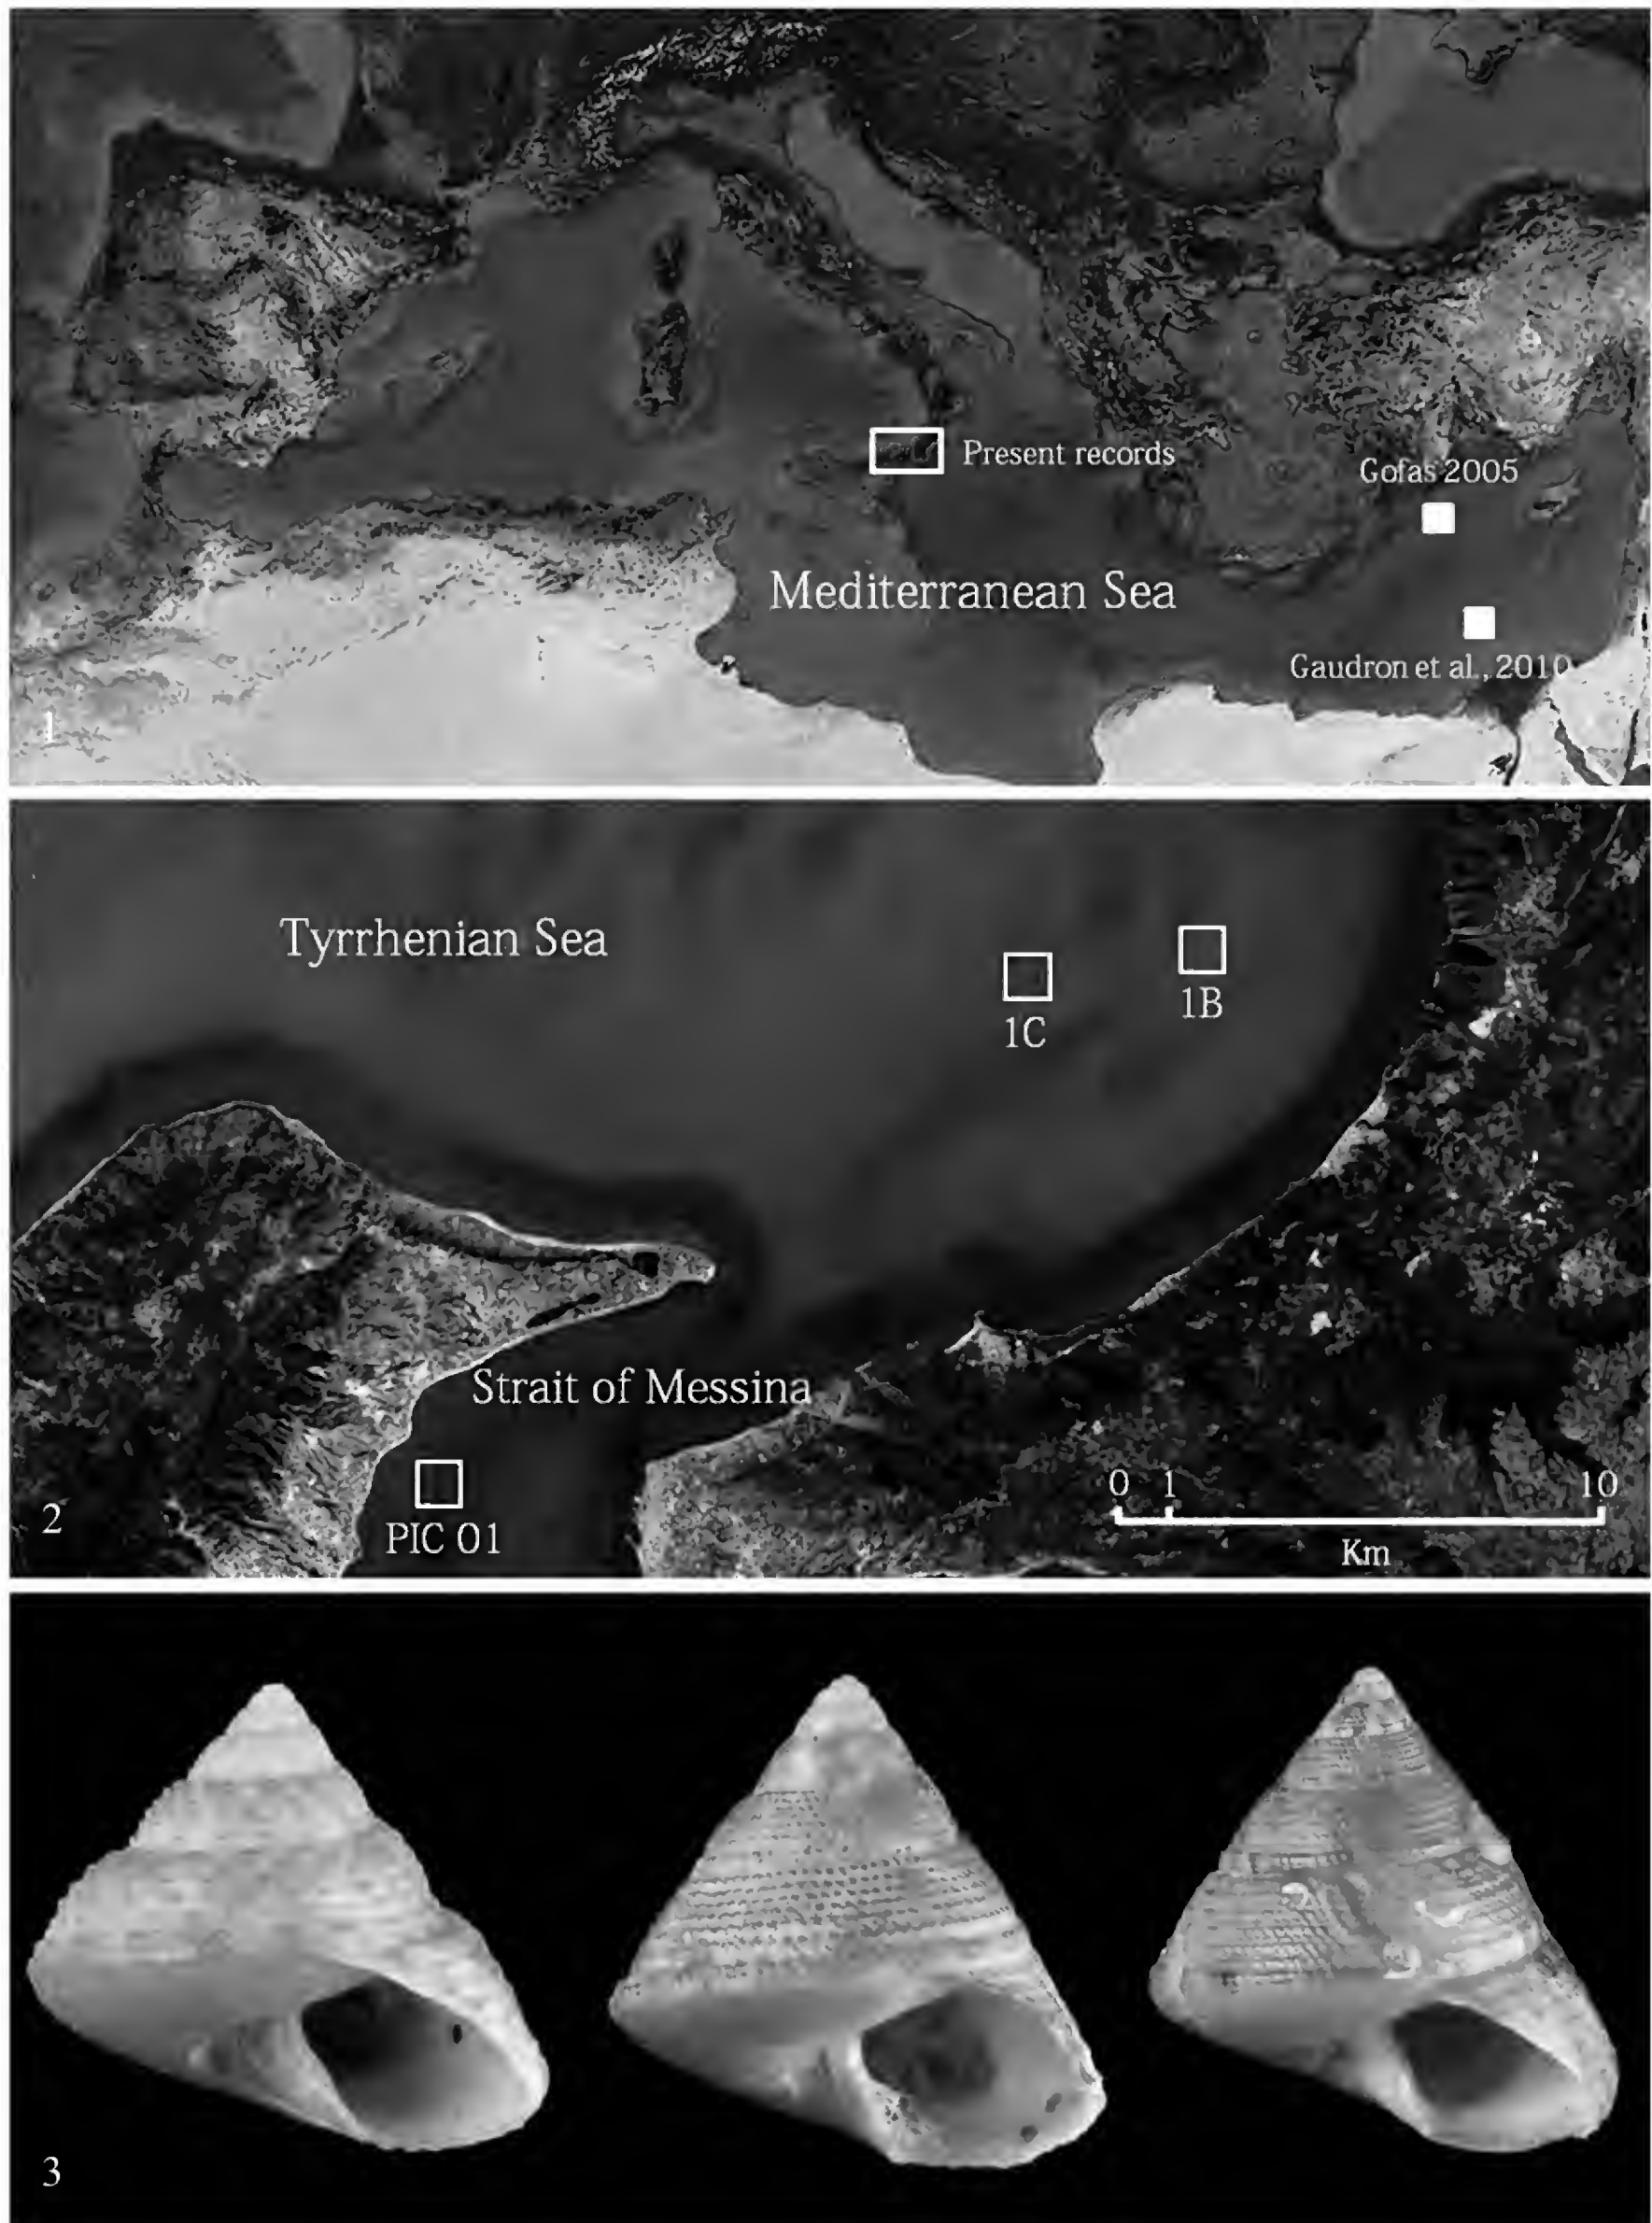 Present records
Gofas 2005
Mediterranean Sea
Gaudron et al., 2010
1
Tyrrhenian Sea
1C
1B
Strait of Messina
PIC 01
0 1 10
Km
2
3